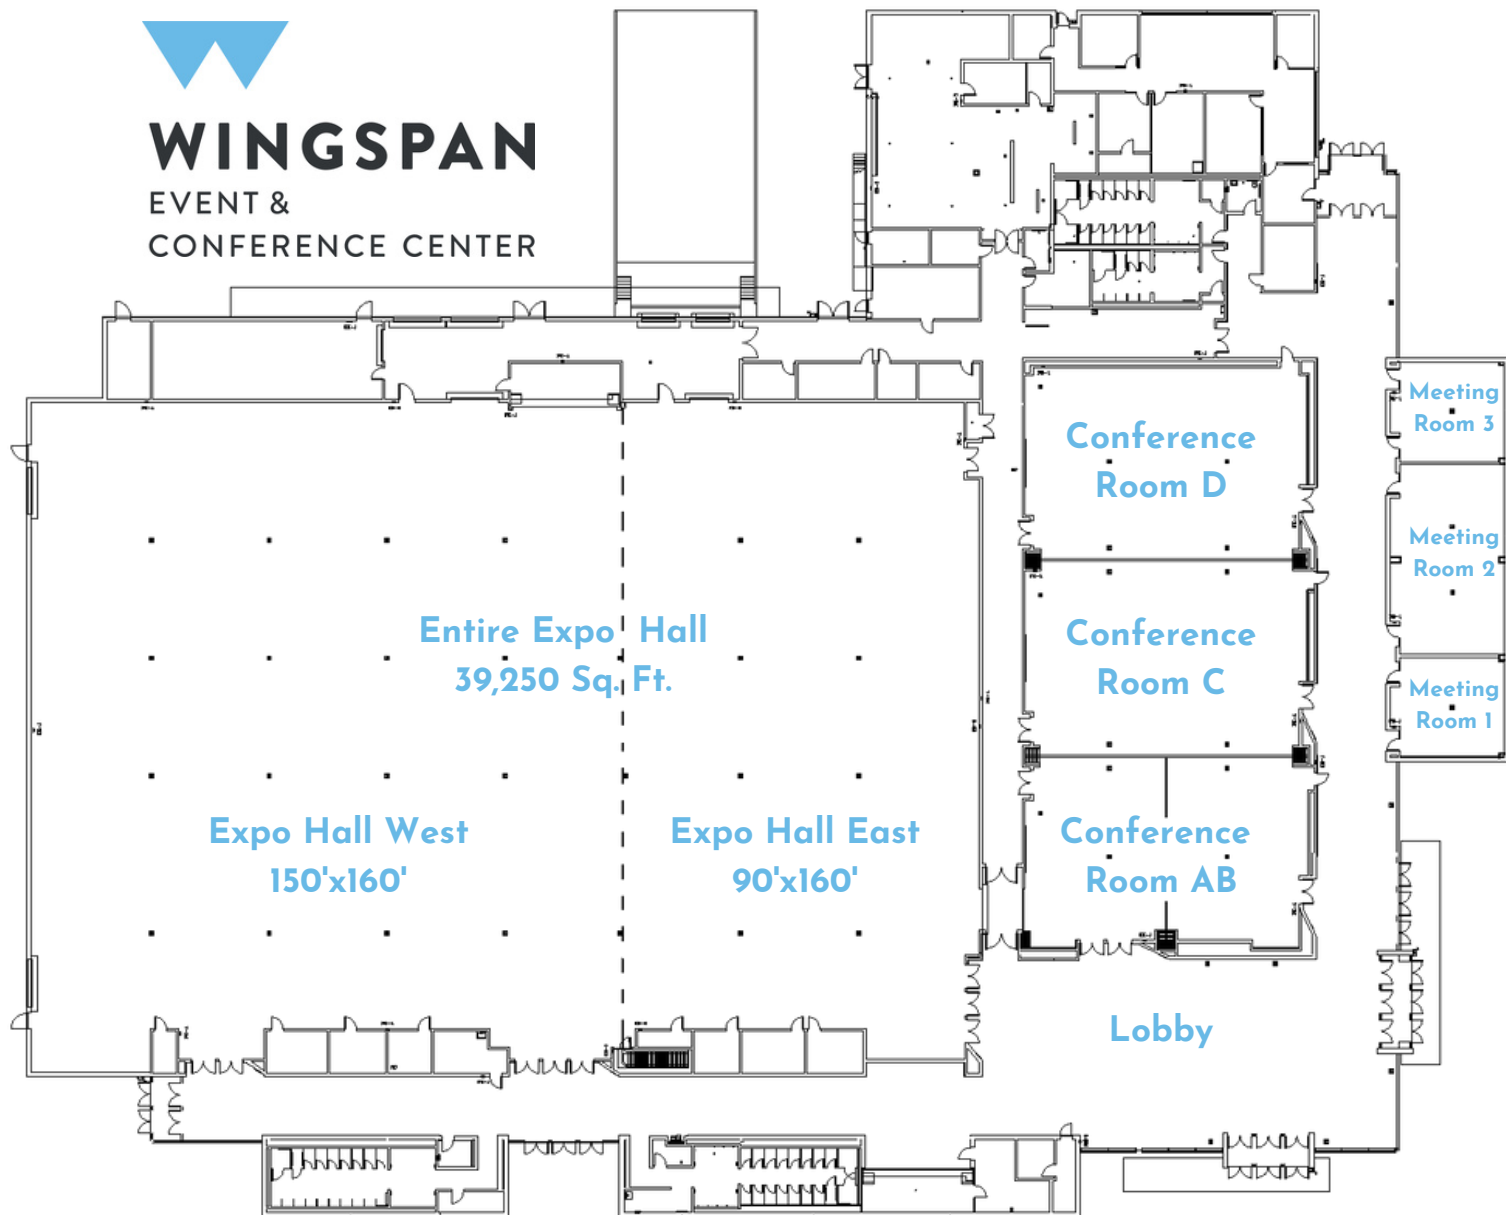 WINGSPAN
EVENT &
CONFERENCE CENTER
Conference
Room D
Meeting
Room 3
Meeting
Room 2
Entire Expo Hall
39,250 Sq. Ft.
Conference
Room C
Meeting
Room 1
Expo Hall West
150'x160'
Expo Hall East
90'x160'
Conference
Room AB
Lobby